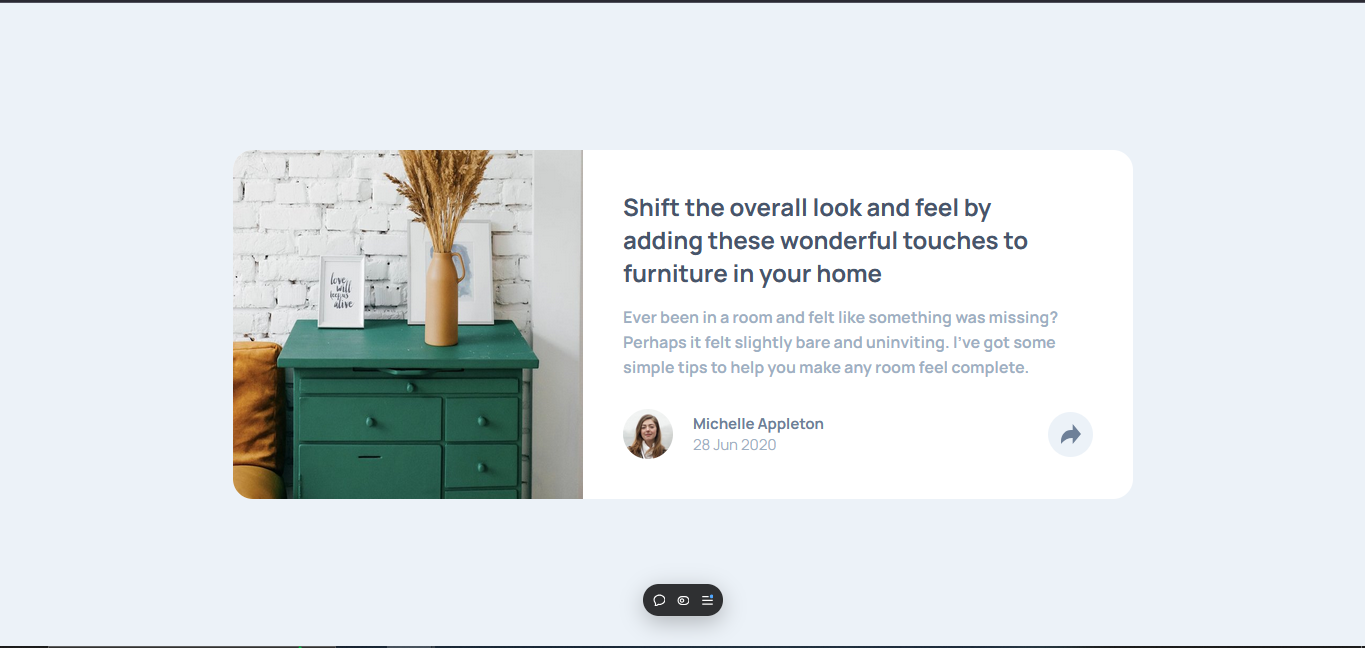 love
will
keep us
alive
Shift the overall look and feel by
adding these wonderful touches to
furniture in your home
Ever been in a room and felt like something was missing?
Perhaps it felt slightly bare and uninviting. I’ve got some
simple tips to help you make any room feel complete.
Michelle Appleton
28 Jun 2020